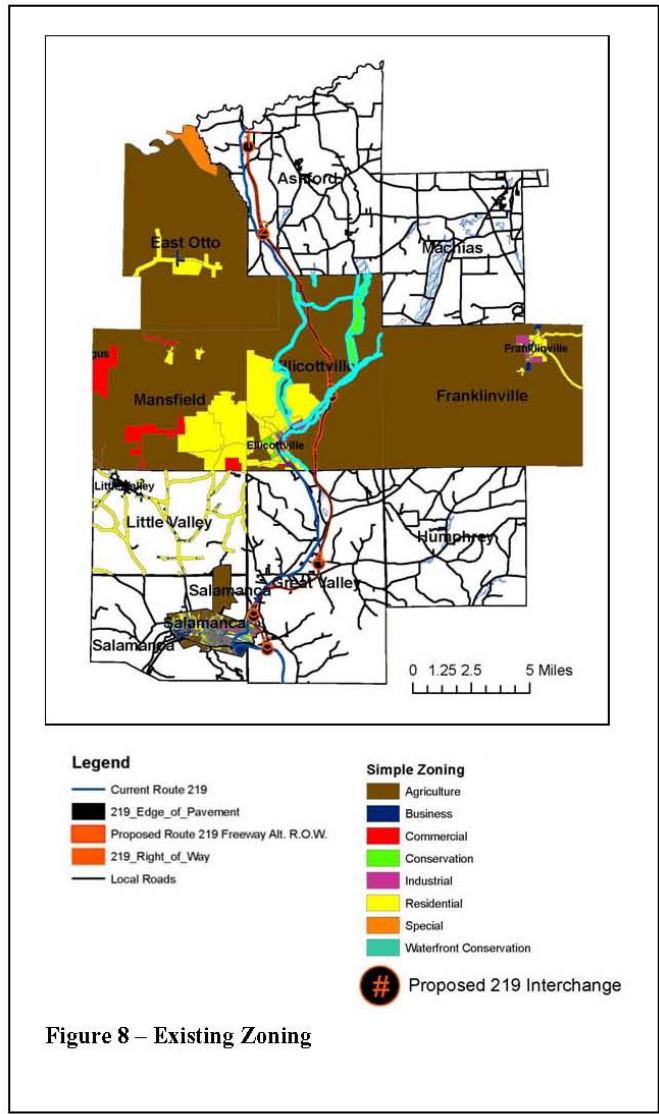 Ashford
Machias
East Otto
Ellicottville
Franklinville
gus
Mansfield
Franklinville
Ellicottville
Little Valley
Little Valley
Humphrey
Great Valley
Salamanca
Salamanca
Salamanca
0 1.25 2.5 5 Miles
Legend
Current Route 219
219_Edge_of_Pavement
Proposed Route 219 Freeway Alt. R.O.W.
219_Right_of_Way
Local Roads
Simple Zoning
Agriculture
Business
Commercial
Conservation
Industrial
Residential
Special
Waterfront Conservation
# Proposed 219 Interchange
Figure 8 – Existing Zoning